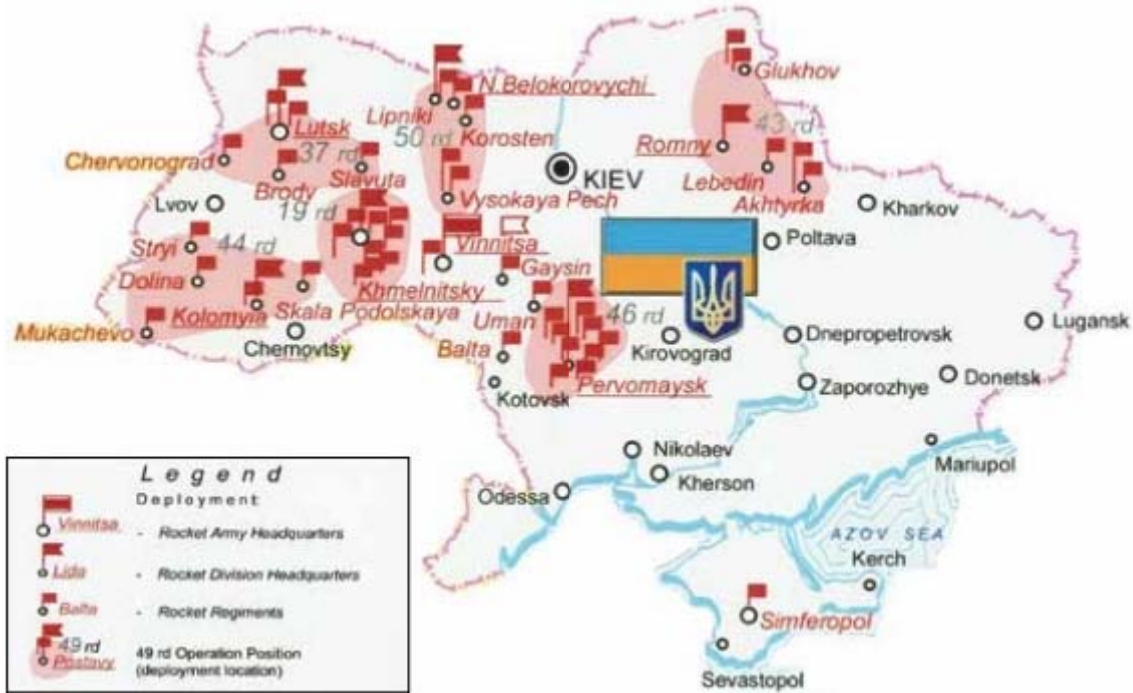 Glukhov
N.Belokorovychi
Lipniki
Lutsk
50 rd
Korosten
43 rd
Romny
37 rd
Chervonograd
Brody
Slavuta
KIEV
Lebedin
Vysokaya Pech
Akhtyrka
Lvov
19 rd
Kharkov
Stryi
44 rd
Vinnitsa
Poltava
Gaysin
Dolina
Khmelnitsky
Skala Podolskaya
Kolomyia
Uman
46 rd
Mukachevo
Chernovtsy
Balta
Kirovograd
Dnepropetrovsk
Lugansk
Pervomaysk
Kotovsk
Zaporozhye
Donetsk
Nikolaev
Mariupol
Kherson
Odessa
AZOV SEA
Kerch
Simferopol
Sevastopol
Legend
Deployment
Vinnitsa - Rocket Army Headquarters
Lida - Rocket Division Headquarters
Balta - Rocket Regiments
49 rd
Postavy
49 rd Operation Position
(deployment location)